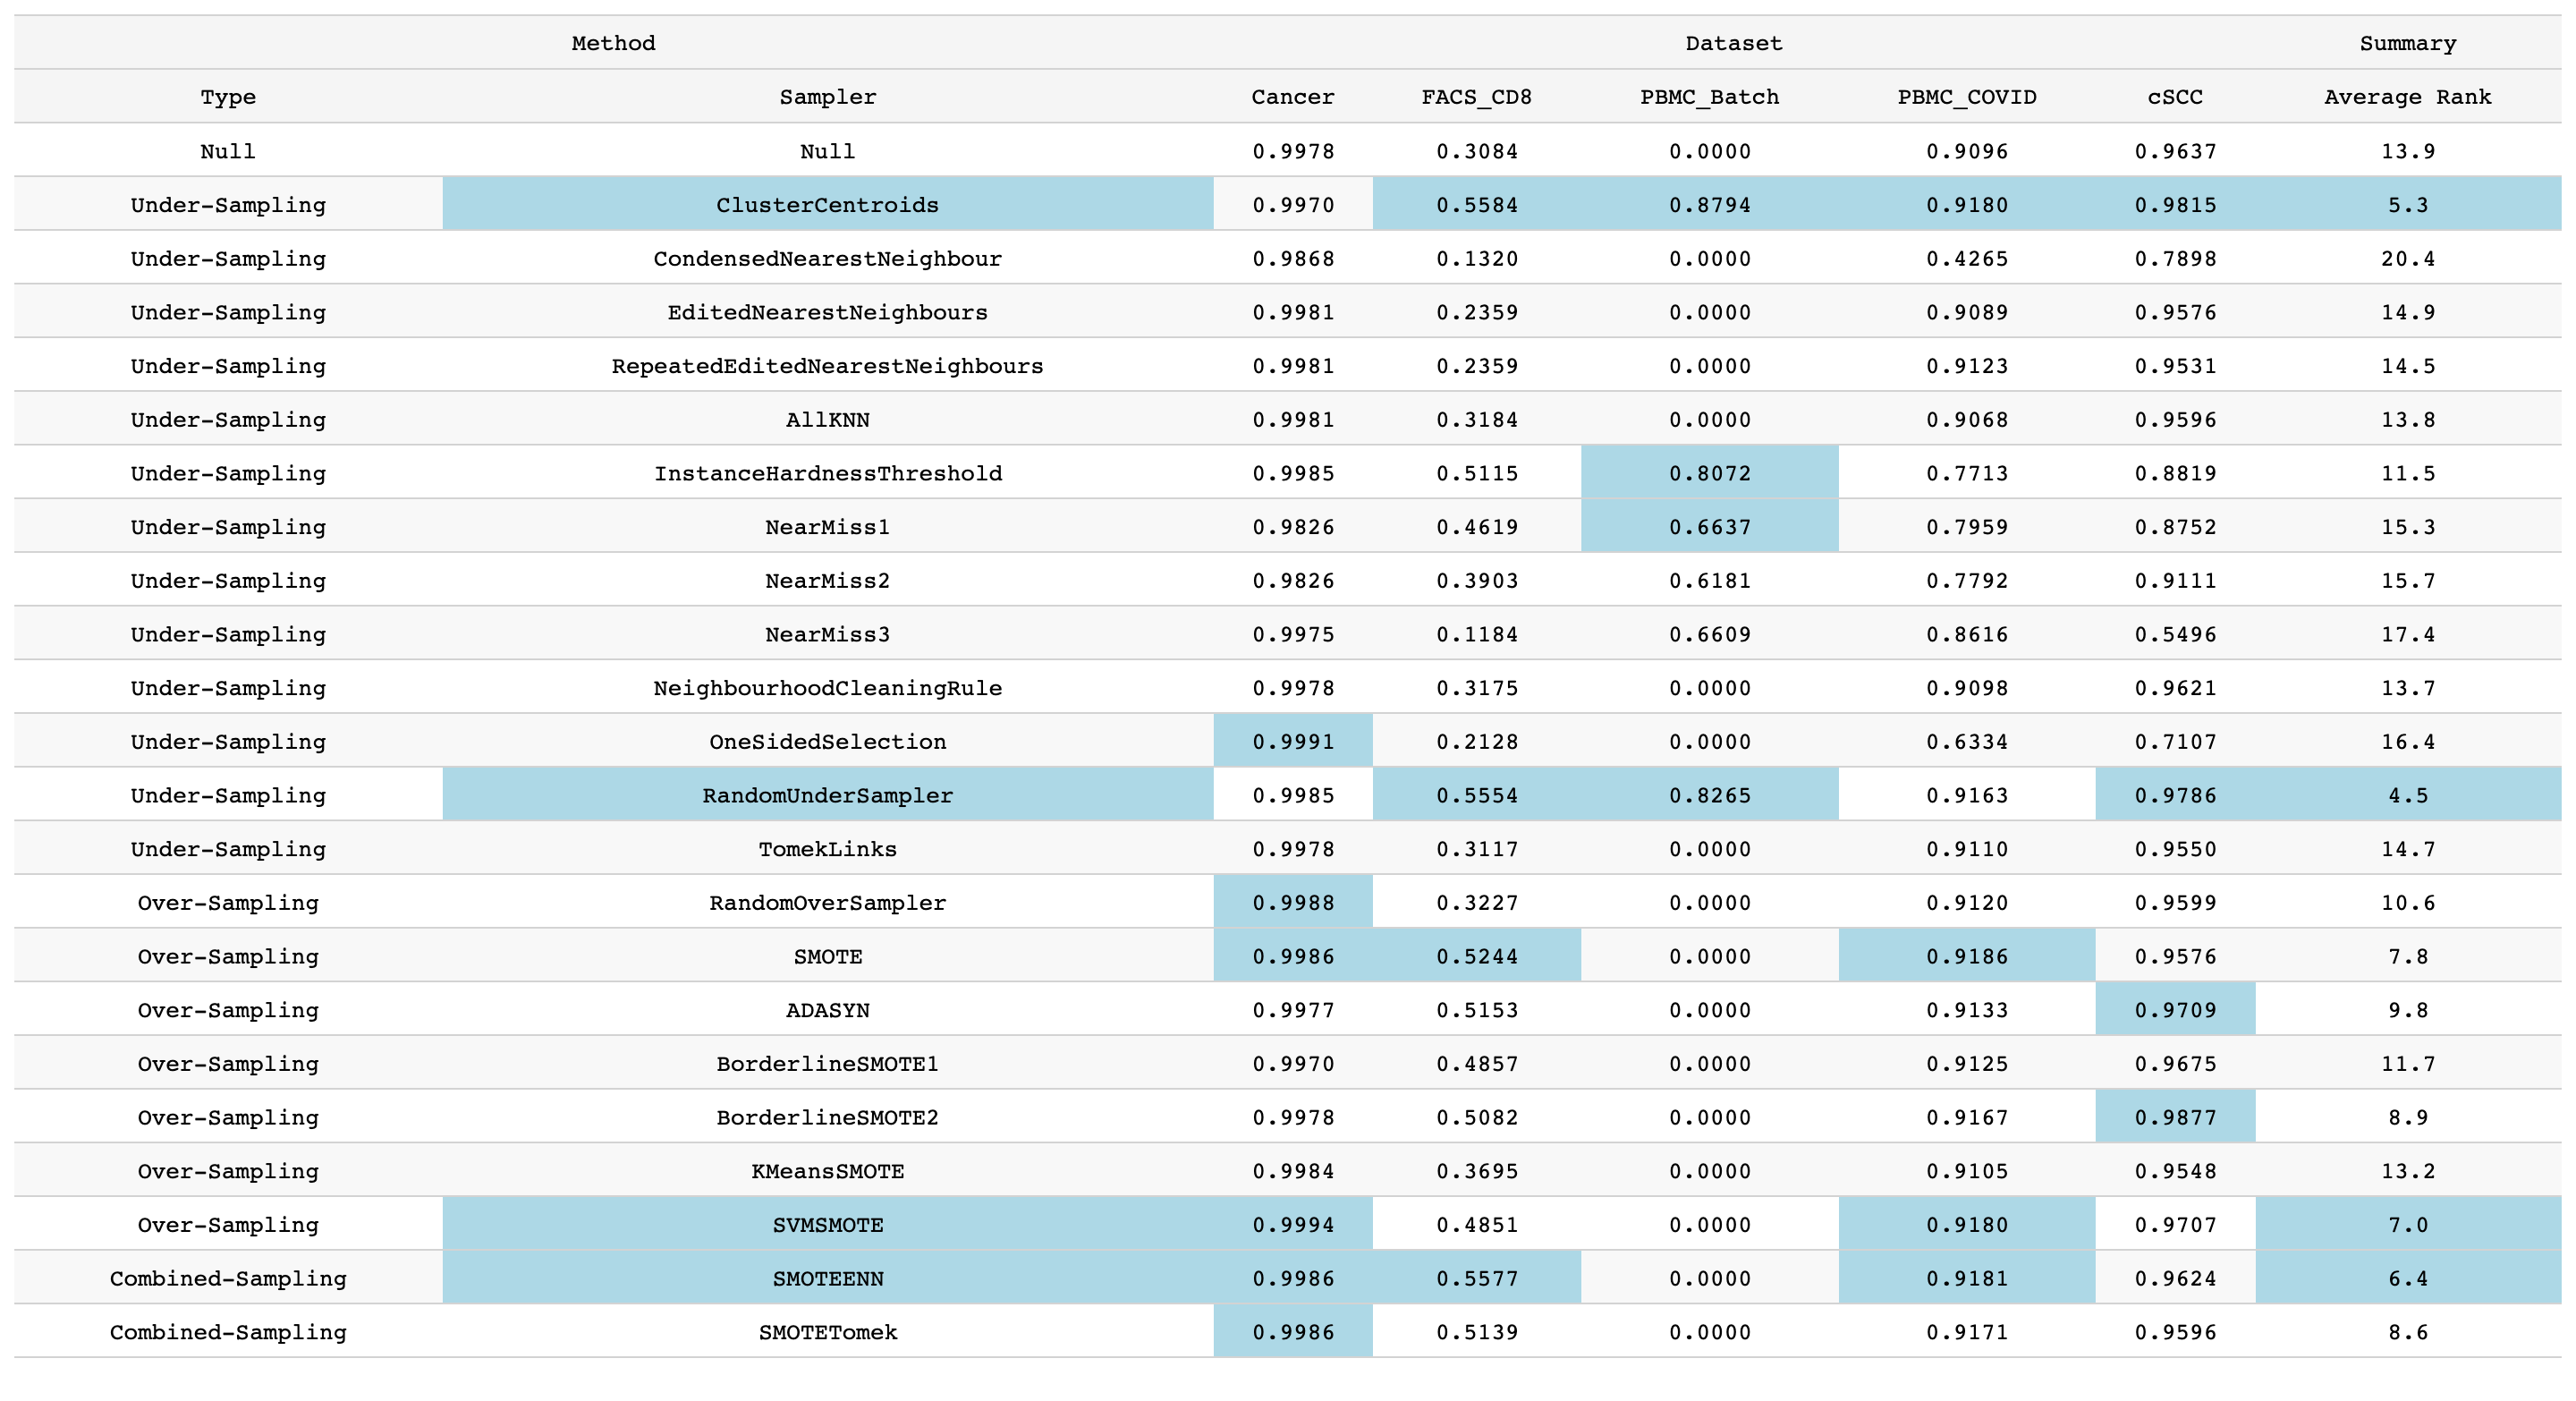 Method Dataset Summary
Type Sampler Cancer FACS_CD8 PBMC_Batch PBMC_COVID cSCC Average Rank
Null Null 0.9978 0.3084 0.0000 0.9096 0.9637 13.9
Under-Sampling ClusterCentroids 0.9970 0.5584 0.8794 0.9180 0.9815 5.3
Under-Sampling CondensedNearestNeighbour 0.9868 0.1320 0.0000 0.4265 0.7898 20.4
Under-Sampling EditedNearestNeighbours 0.9981 0.2359 0.0000 0.9089 0.9576 14.9
Under-Sampling RepeatedEditedNearestNeighbours 0.9981 0.2359 0.0000 0.9123 0.9531 14.5
Under-Sampling AllKNN 0.9981 0.3184 0.0000 0.9068 0.9596 13.8
Under-Sampling InstanceHardnessThreshold 0.9985 0.5115 0.8072 0.7713 0.8819 11.5
Under-Sampling NearMiss1 0.9826 0.4619 0.6637 0.7959 0.8752 15.3
Under-Sampling NearMiss2 0.9826 0.3903 0.6181 0.7792 0.9111 15.7
Under-Sampling NearMiss3 0.9975 0.1184 0.6609 0.8616 0.5496 17.4
Under-Sampling NeighbourhoodCleaningRule 0.9978 0.3175 0.0000 0.9098 0.9621 13.7
Under-Sampling OneSidedSelection 0.9991 0.2128 0.0000 0.6334 0.7107 16.4
Under-Sampling RandomUnderSampler 0.9985 0.5554 0.8265 0.9163 0.9786 4.5
Under-Sampling TomekLinks 0.9978 0.3117 0.0000 0.9110 0.9550 14.7
Over-Sampling RandomOverSampler 0.9988 0.3227 0.0000 0.9120 0.9599 10.6
Over-Sampling SMOTE 0.9986 0.5244 0.0000 0.9186 0.9576 7.8
Over-Sampling ADASYN 0.9977 0.5153 0.0000 0.9133 0.9709 9.8
Over-Sampling BorderlineSMOTE1 0.9970 0.4857 0.0000 0.9125 0.9675 11.7
Over-Sampling BorderlineSMOTE2 0.9978 0.5082 0.0000 0.9167 0.9877 8.9
Over-Sampling KMeansSMOTE 0.9984 0.3695 0.0000 0.9105 0.9548 13.2
Over-Sampling SVMSMOTE 0.9994 0.4851 0.0000 0.9180 0.9707 7.0
Combined-Sampling SMOTEENN 0.9986 0.5577 0.0000 0.9181 0.9624 6.4
Combined-Sampling SMOTETomek 0.9986 0.5139 0.0000 0.9171 0.9596 8.6